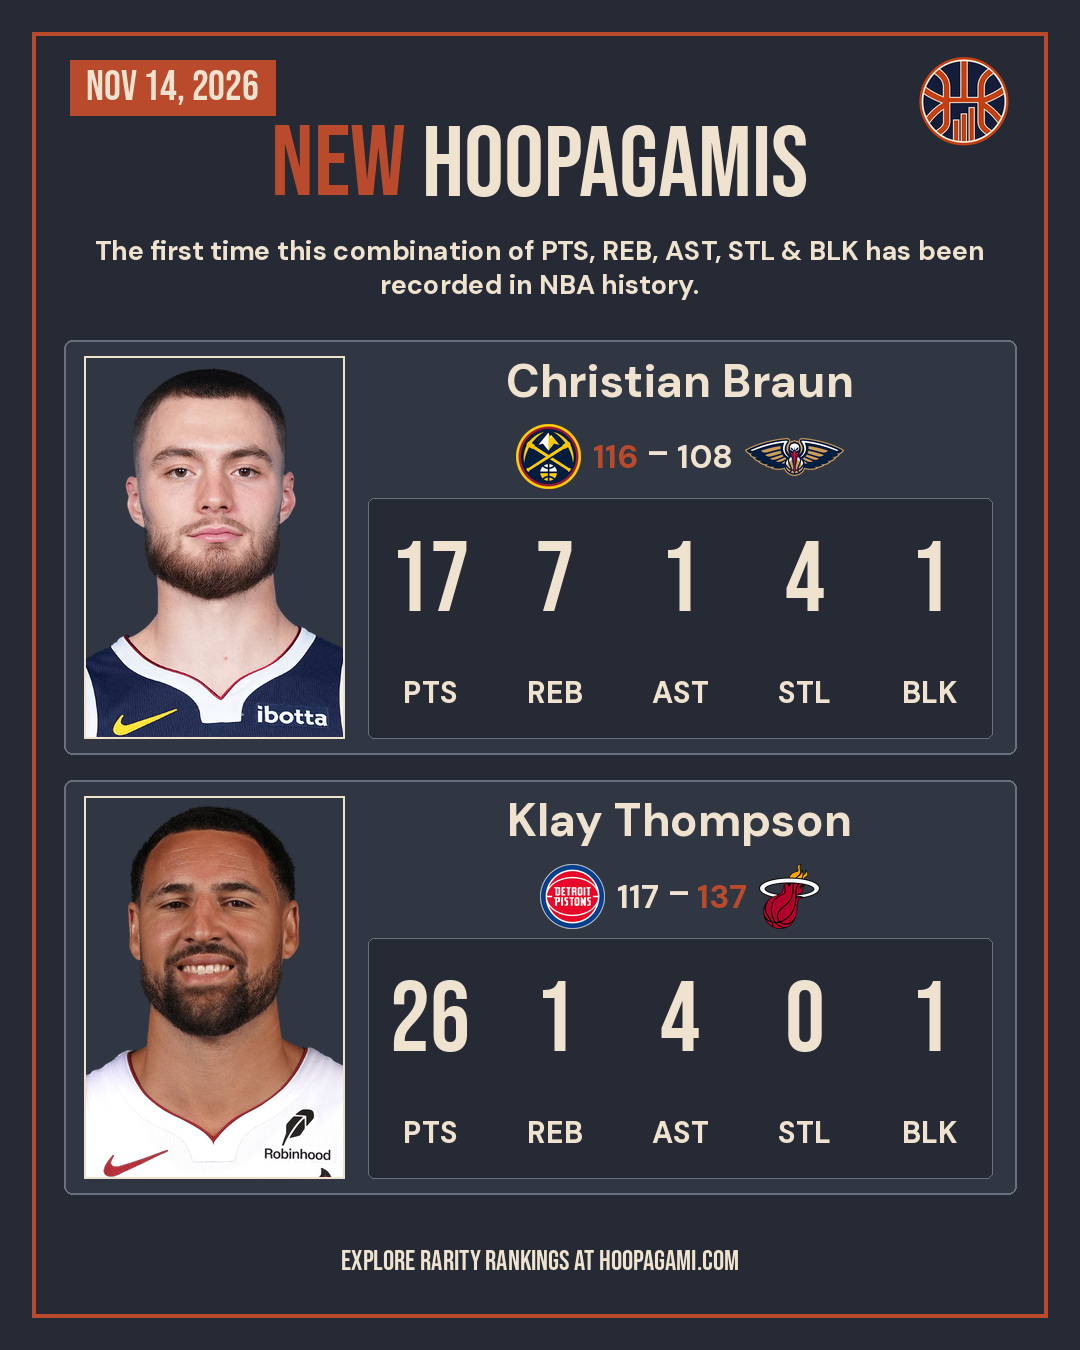 NOV 14, 2026
NEW HOOPAGAMIS
The first time this combination of PTS, REB, AST, STL & BLK has been
recorded in NBA history.
Christian Braun
116 – 108
17 7 1 4 1
PTS REB AST STL BLK
ibotta
Klay Thompson
DETROIT
PISTONS
117 – 137
26 1 4 0 1
PTS REB AST STL BLK
Robinhood
EXPLORE RARITY RANKINGS AT HOOPAGAMI.COM